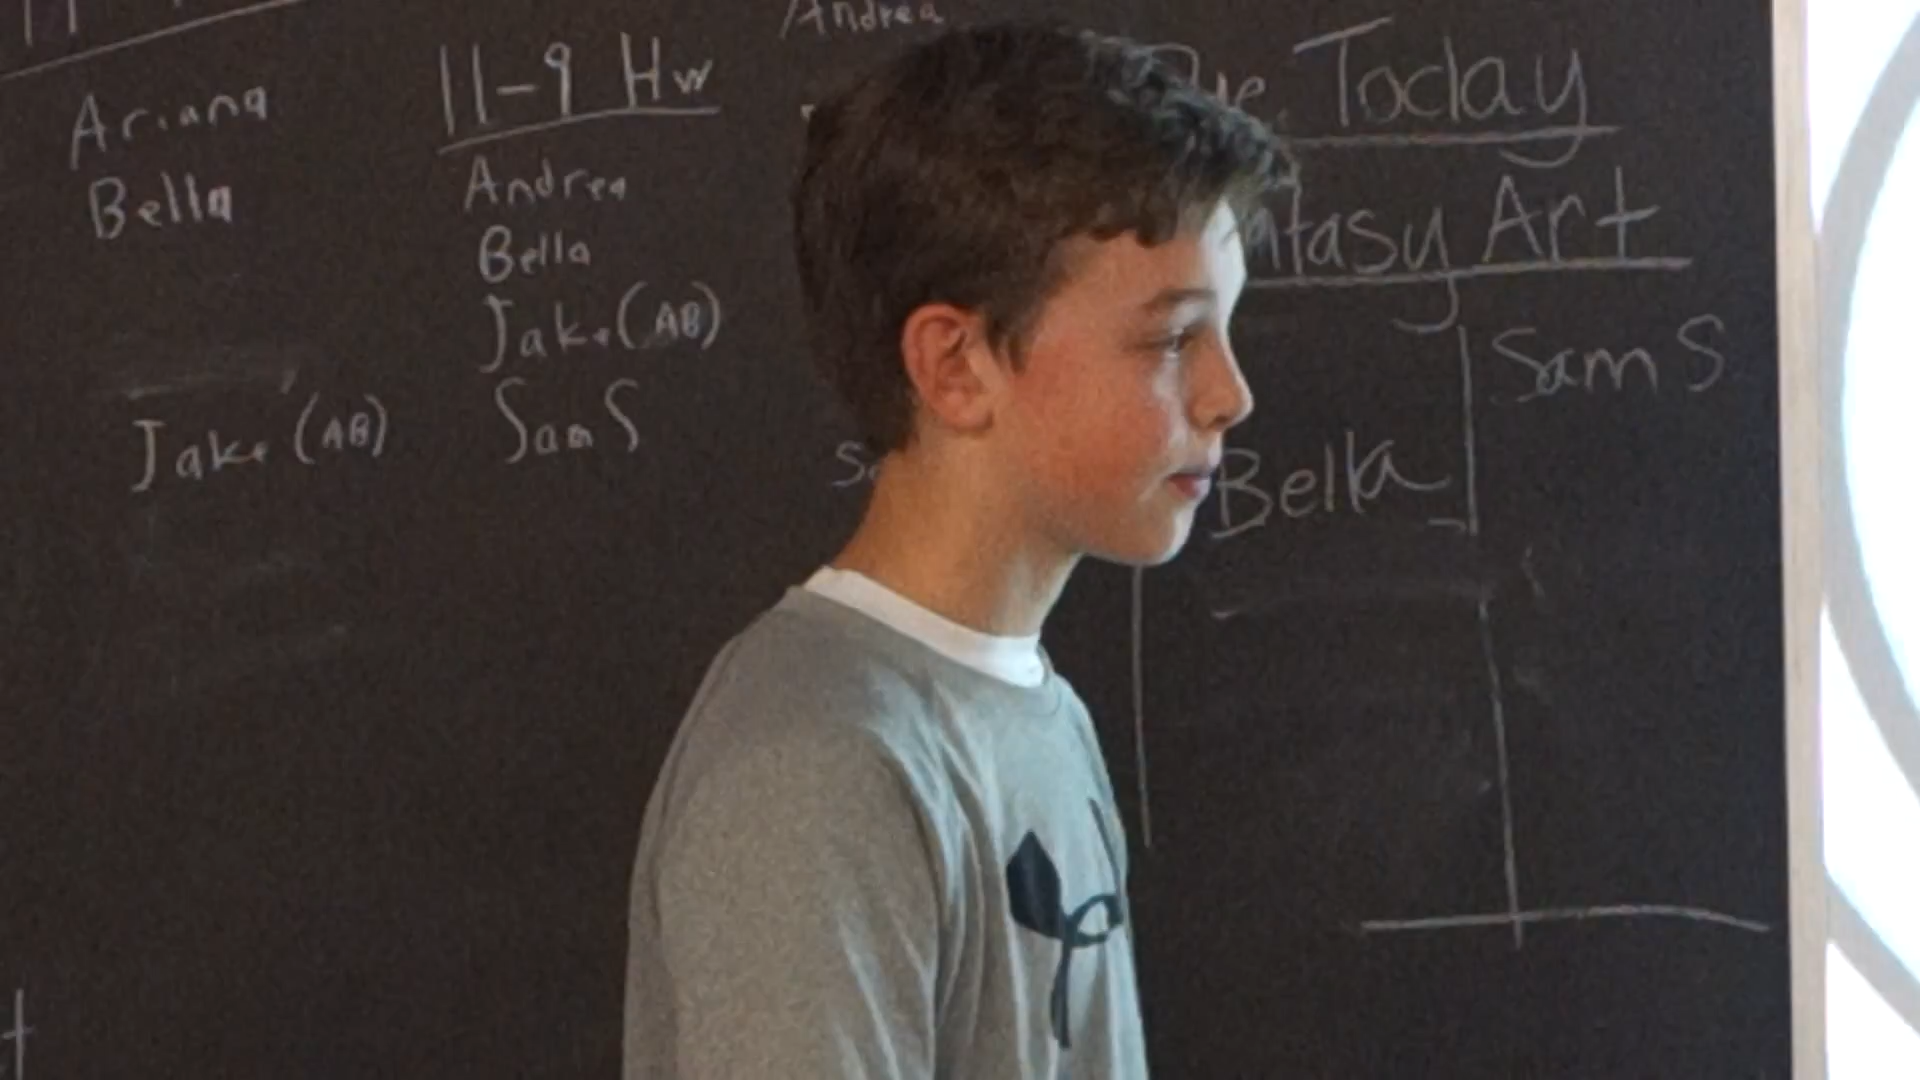 Andrea
Ariana
Bella
Jake (AB)
11-9 Hw
Andrea
Bella
Jake (AB)
Sam S
Today
Art
Sam S
Bella